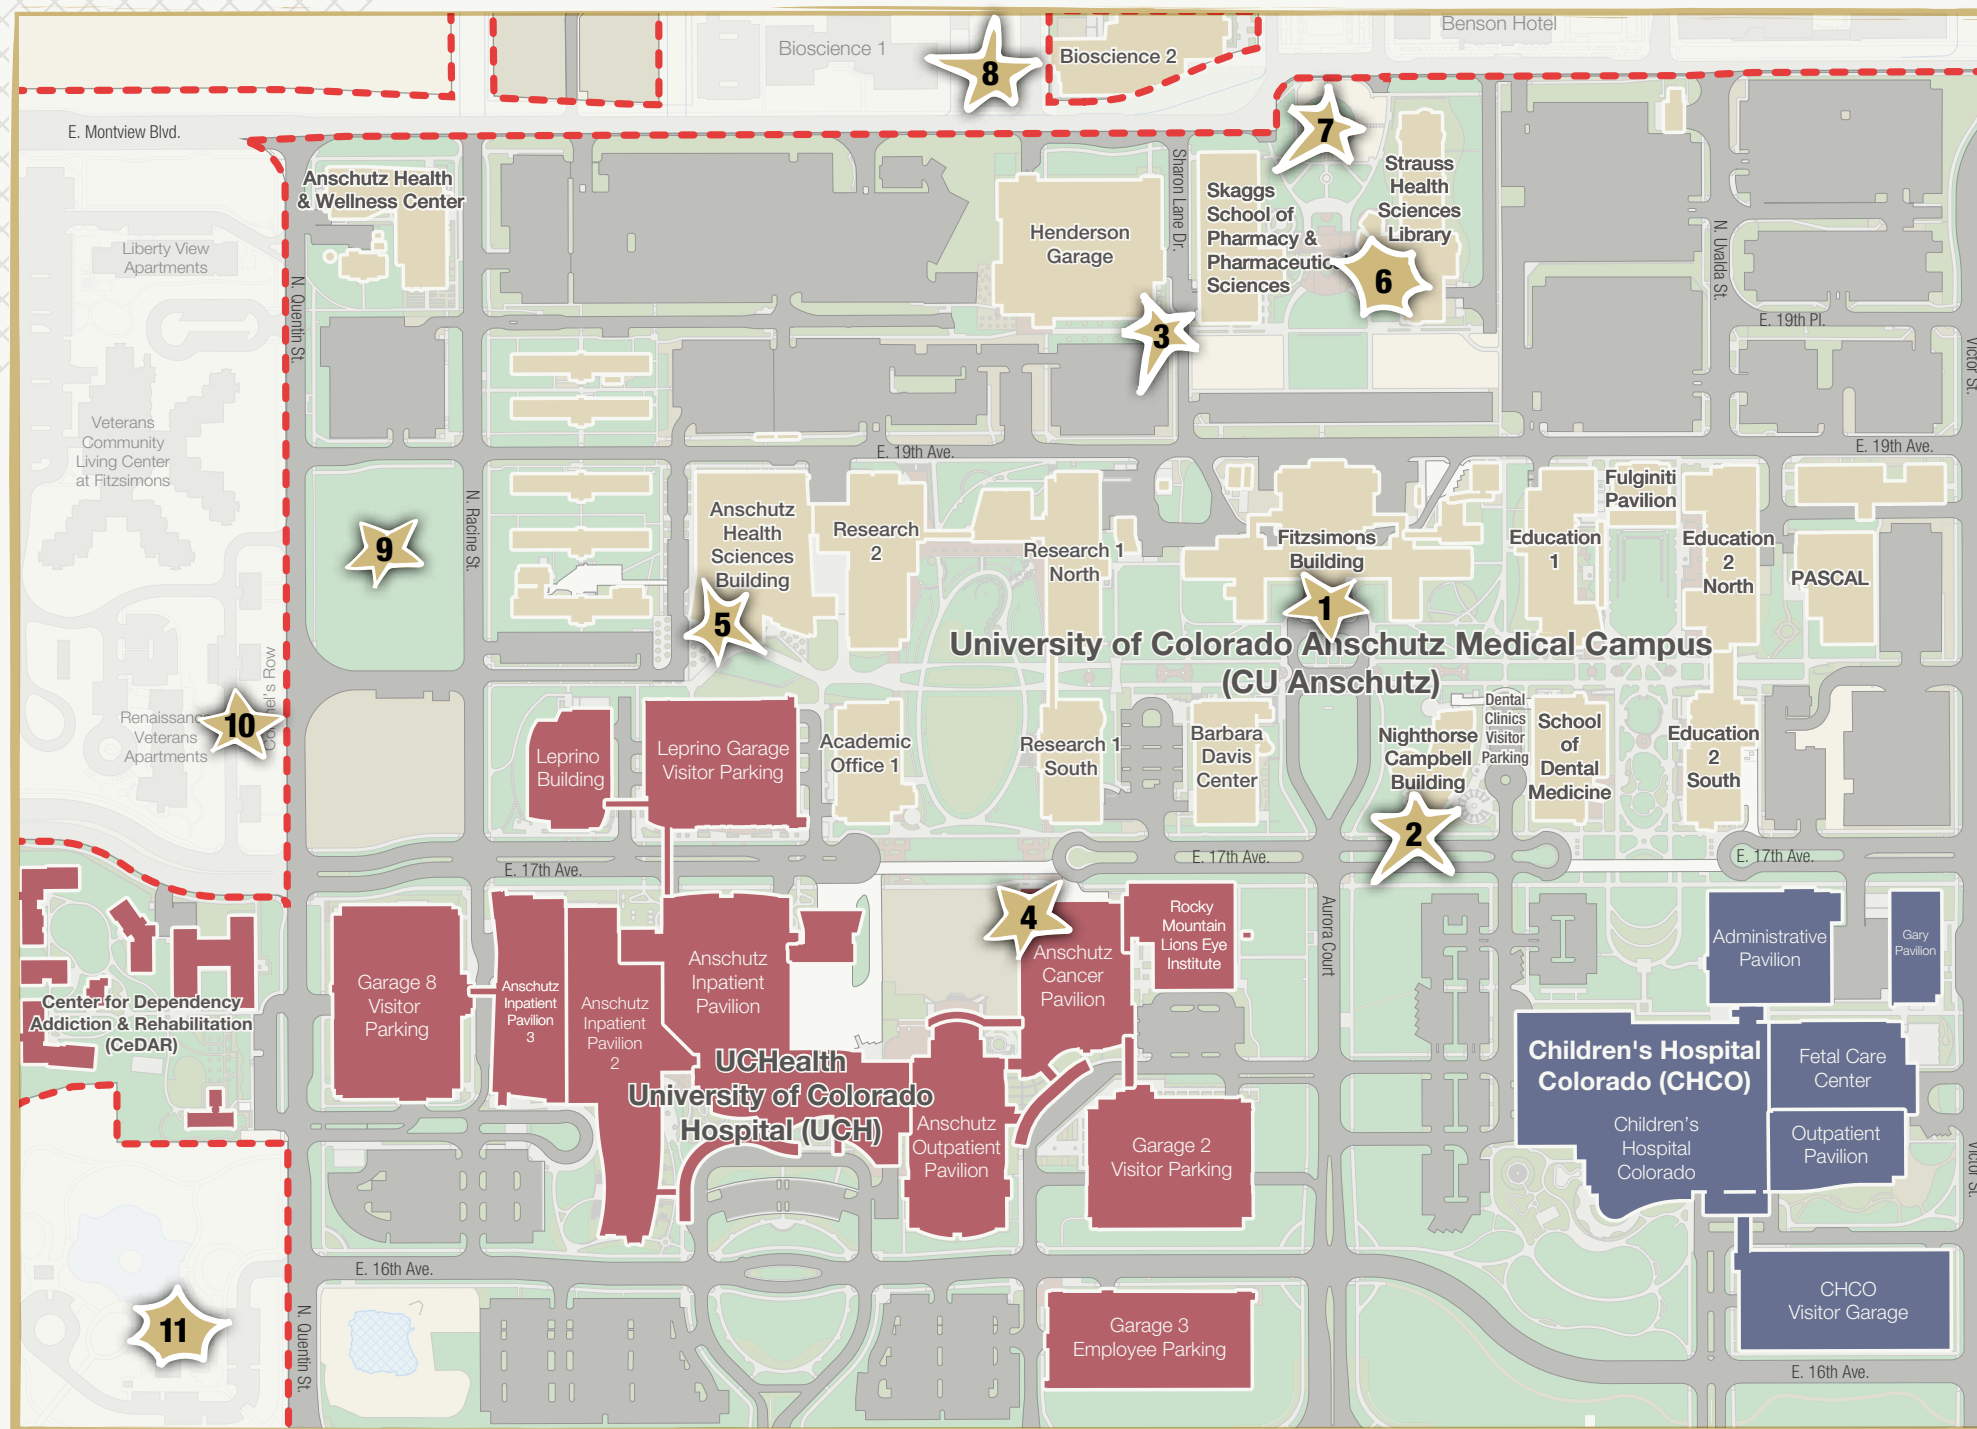 Benson Hotel
Bioscience 1
8
Bioscience 2
E. Montview Blvd.
7
Anschutz Health
& Wellness Center
Sharon Lane Dr.
Skaggs
School of
Pharmacy &
Pharmaceutic
Sciences
Strauss
Health
Sciences
Library
6
Liberty View
Apartments
N. Quentin St.
Henderson
Garage
3
N. Uvalda St.
E. 19th Pl.
Victor St.
Veterans
Community
Living Center
at Fitzsimons
E. 19th Ave.
E. 19th Ave.
9
N. Racine St.
Anschutz
Health
Sciences
Building
5
Research
2
Research 1
North
Fitzsimons
Building
1
Education
1
Fulginiti
Pavilion
Education
2
North
PASCAL
University of Colorado Anschutz Medical Campus
(CU Anschutz)
Renaissanc
Veterans
Apartments
10
Leprino
Building
Leprino Garage
Visitor Parking
Academic
Office 1
Research 1
South
Barbara
Davis
Center
Nighthorse
Campbell
Building
2
Dental
Clinics
Visitor
Parking
School
of
Dental
Medicine
Education
2
South
E. 17th Ave.
E. 17th Ave.
E. 17th Ave.
Center for Dependency
Addiction & Rehabilitation
(CeDAR)
Garage 8
Visitor
Parking
Anschutz
Inpatient
Pavilion
3
Anschutz
Inpatient
Pavilion
2
Anschutz
Inpatient
Pavilion
4
Anschutz
Cancer
Pavilion
Rocky
Mountain
Lions Eye
Institute
Aurora Court
Administrative
Pavilion
Gary
Pavilion
UCHealth
University of Colorado
Hospital (UCH)
Anschutz
Outpatient
Pavilion
Garage 2
Visitor Parking
Children's Hospital
Colorado (CHCO)
Children's
Hospital
Colorado
Fetal Care
Center
Outpatient
Pavilion
Victor St.
E. 16th Ave.
N. Quentin St.
11
Garage 3
Employee Parking
CHCO
Visitor Garage
E. 16th Ave.